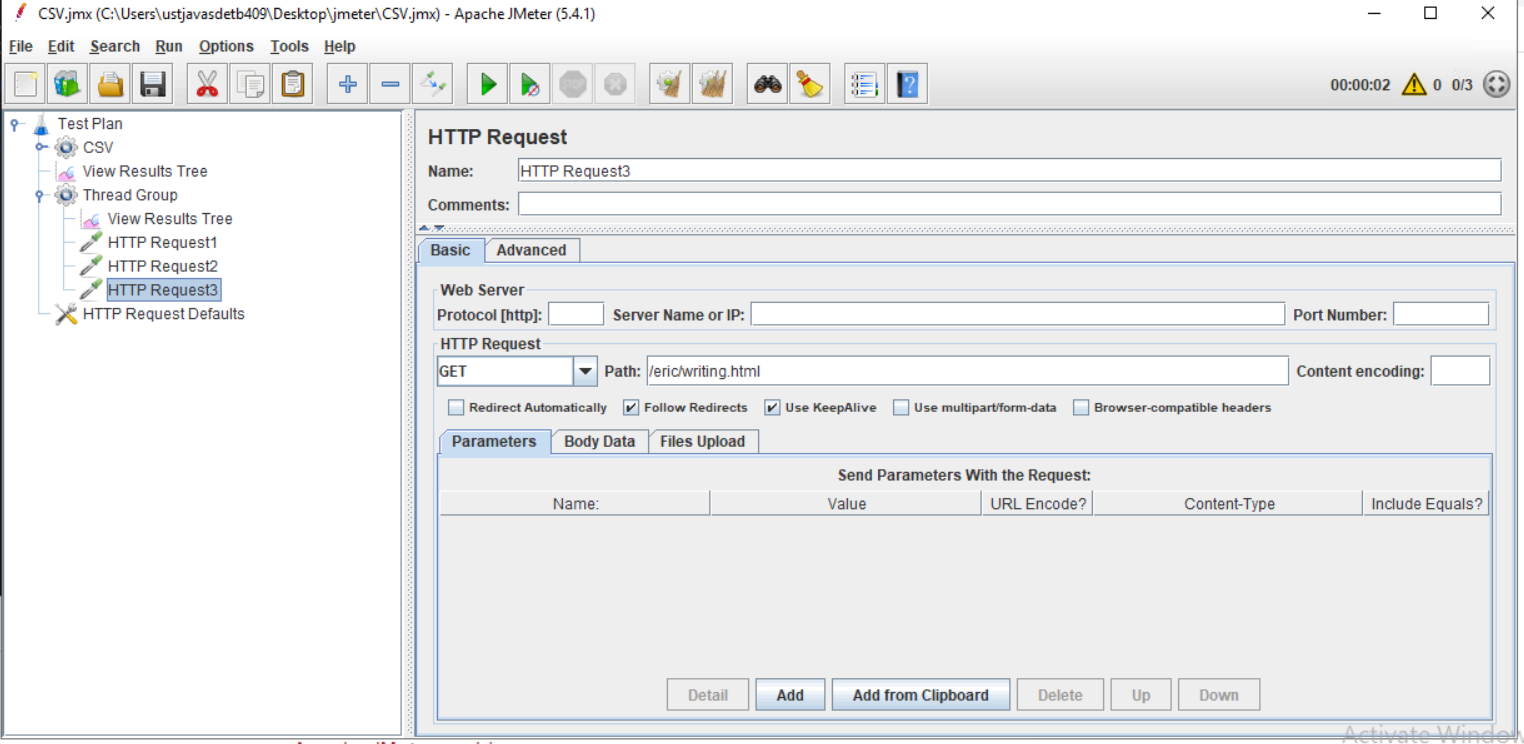 CSV.jmx (C:\Users\ustjavasdetb409\Desktop\jmeter\CSV.jmx) - Apache JMeter (5.4.1)
File Edit Search Run Options Tools Help
00:00:02 0 0/3
Test Plan
CSV
View Results Tree
Thread Group
View Results Tree
HTTP Request1
HTTP Request2
HTTP Request3
HTTP Request Defaults
HTTP Request
Name: HTTP Request3
Comments:
Basic Advanced
Web Server
Protocol [http]: Server Name or IP: Port Number:
HTTP Request
GET Path: /eric/writing.html Content encoding:
Redirect Automatically Follow Redirects Use KeepAlive Use multipart/form-data Browser-compatible headers
Parameters Body Data Files Upload
Send Parameters With the Request:
Name: Value URL Encode? Content-Type Include Equals?
Detail Add Add from Clipboard Delete Up Down
Activate Window